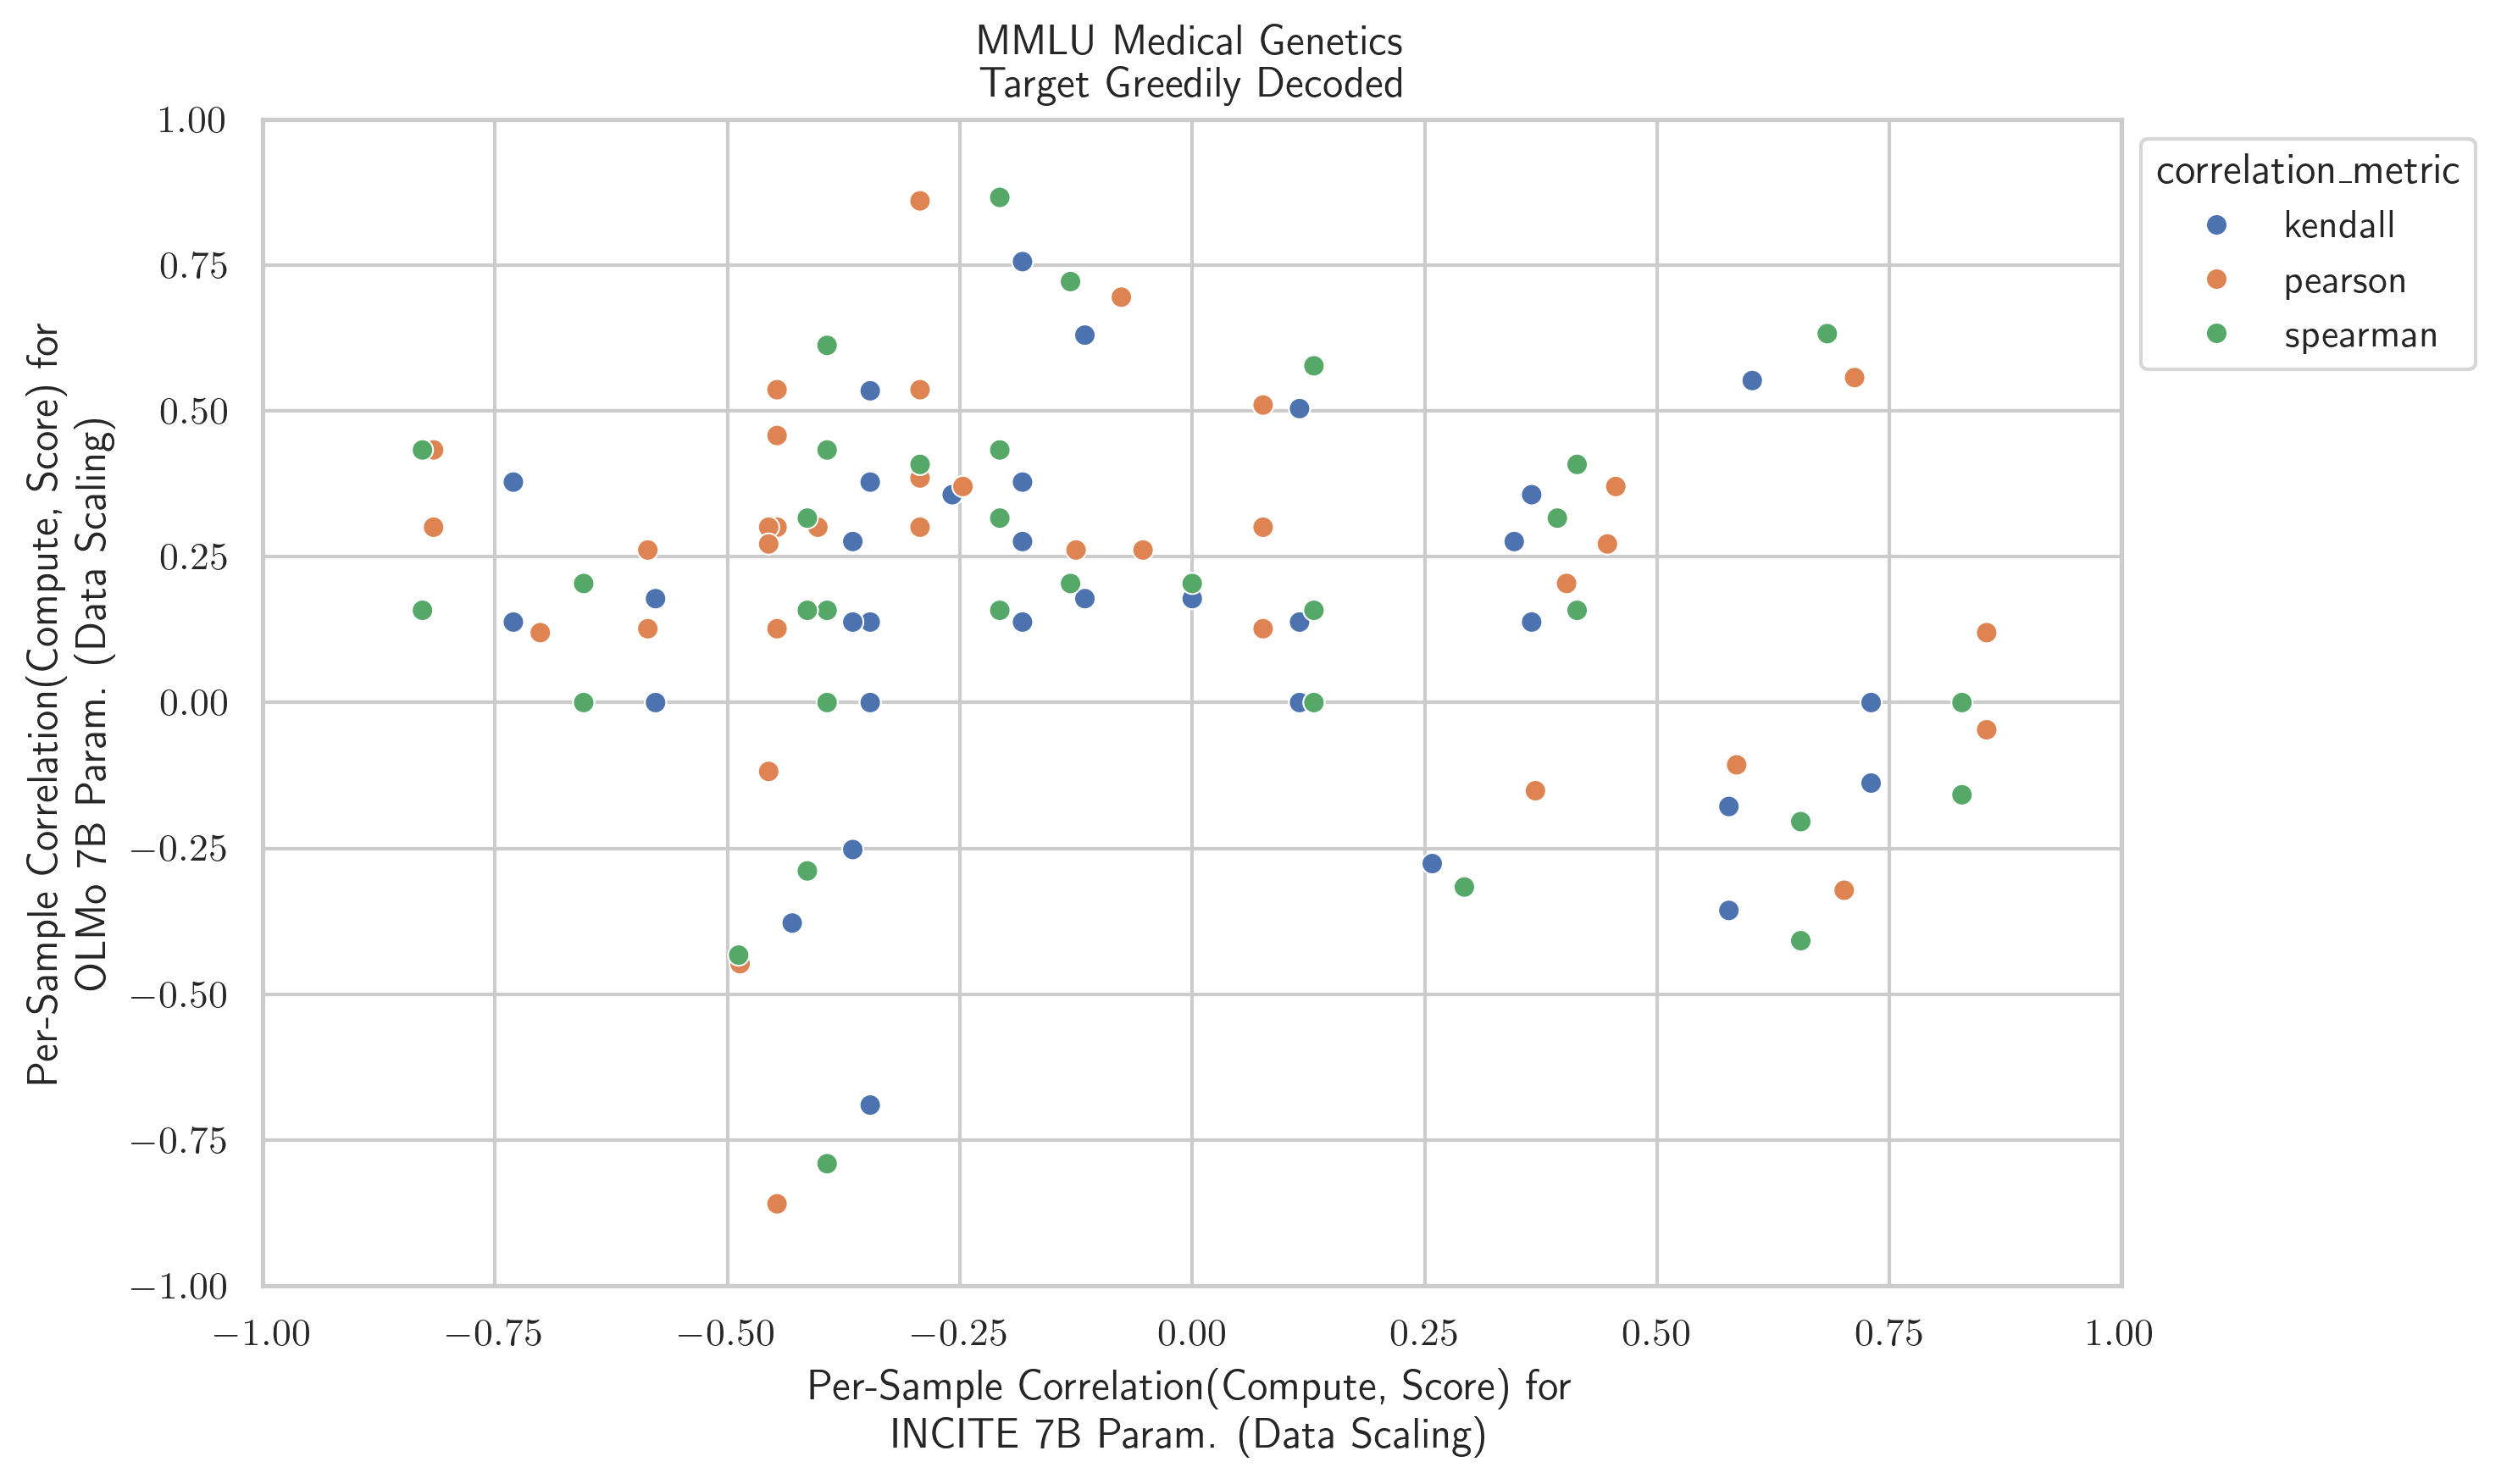 MMLU Medical Genetics
Target Greedily Decoded
Per-Sample Correlation(Compute, Score) for
OLMo 7B Param. (Data Scaling)
1.00
0.75
0.50
0.25
0.00
−0.25
−0.50
−0.75
−1.00
−1.00 −0.75 −0.50 −0.25 0.00 0.25 0.50 0.75 1.00
Per-Sample Correlation(Compute, Score) for
INCITE 7B Param. (Data Scaling)
correlation_metric
kendall
pearson
spearman